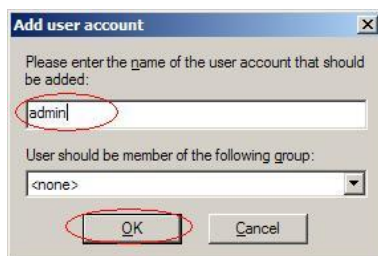 Add user account
Please enter the name of the user account that should
be added:
admin
User should be member of the following group:
<none>
OK
Cancel